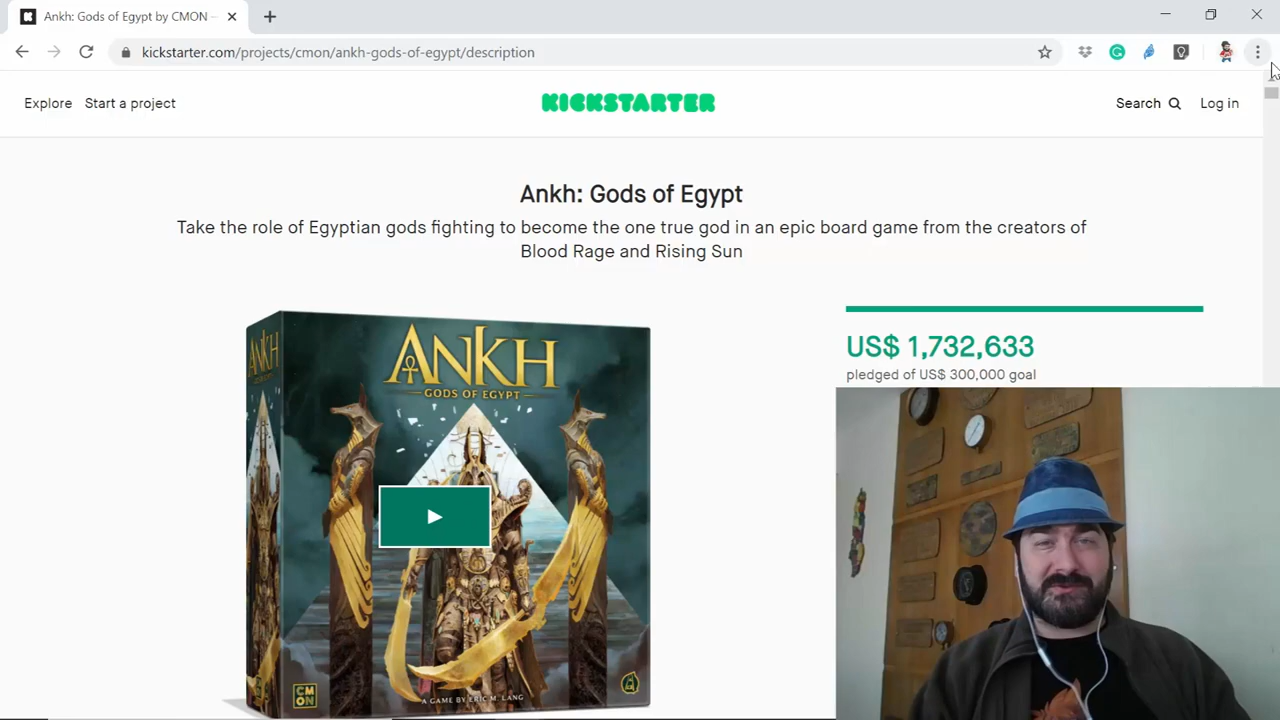 Ankh: Gods of Egypt by CMON —
kickstarter.com/projects/cmon/ankh-gods-of-egypt/description
Explore
Start a project
KICKSTARTER
Search
Log in
Ankh: Gods of Egypt
Take the role of Egyptian gods fighting to become the one true god in an epic board game from the creators of
Blood Rage and Rising Sun
US$ 1,732,633
pledged of US$ 300,000 goal
ANKH
ANKH
GODS OF EGYPT
CMON
A GAME BY ERIC M. LANG